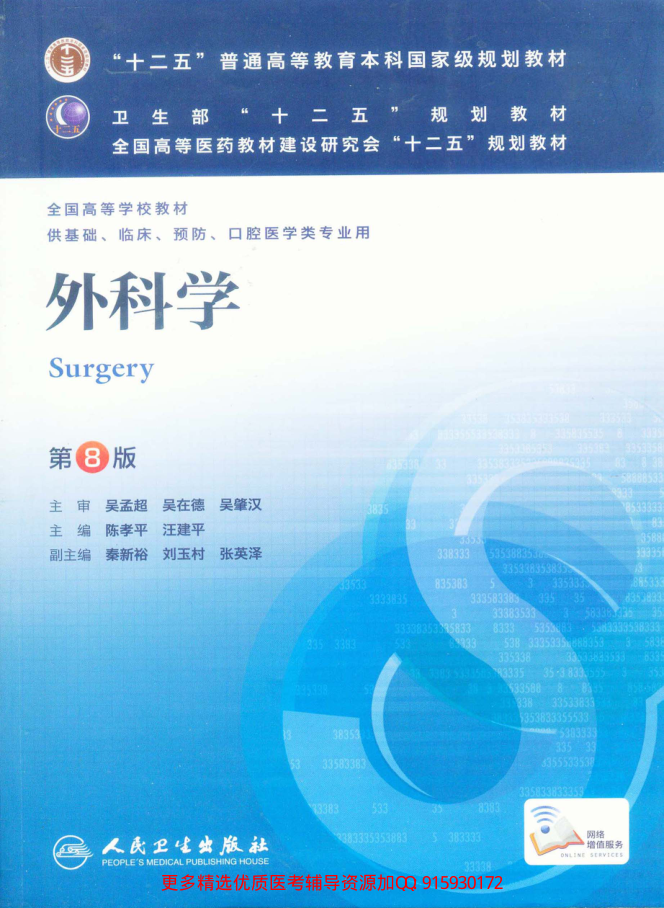 “十二五”普通高等教育本科国家级规划教材
卫生部“十二五”规划教材
全国高等医药教材建设研究会“十二五”规划教材
十二五
全国高等学校教材
供基础、临床、预防、口腔医学类专业用
外科学
Surgery
第8版
主 审 吴孟超 吴在德 吴肇汉
主 编 陈孝平 汪建平
副主编 秦新裕 刘玉村 张英泽
网络
增值服务
ONLINE SERVICES
人民卫生出版社
PEOPLE'S MEDICAL PUBLISHING HOUSE
更多精选优质医考辅导资源加QQ 915930172